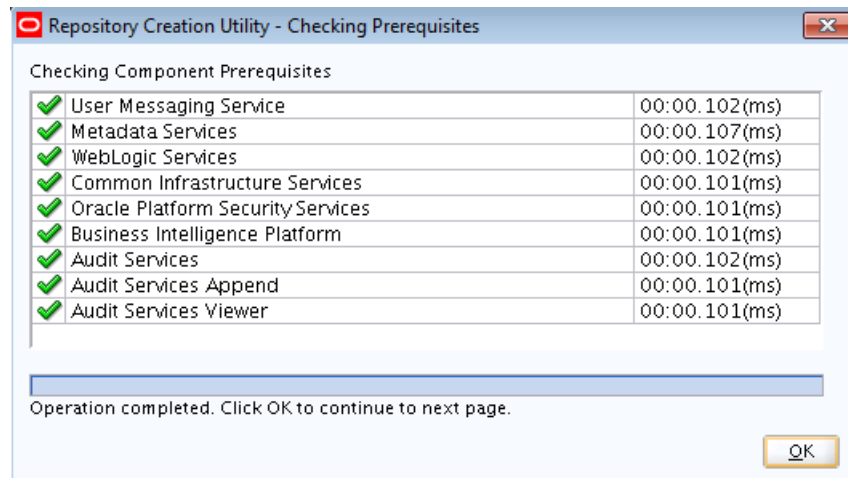 Repository Creation Utility - Checking Prerequisites
Checking Component Prerequisites
User Messaging Service 00:00.102(ms)
Metadata Services 00:00.107(ms)
WebLogic Services 00:00.102(ms)
Common Infrastructure Services 00:00.101(ms)
Oracle Platform Security Services 00:00.101(ms)
Business Intelligence Platform 00:00.101(ms)
Audit Services 00:00.102(ms)
Audit Services Append 00:00.101(ms)
Audit Services Viewer 00:00.101(ms)
Operation completed. Click OK to continue to next page.
OK